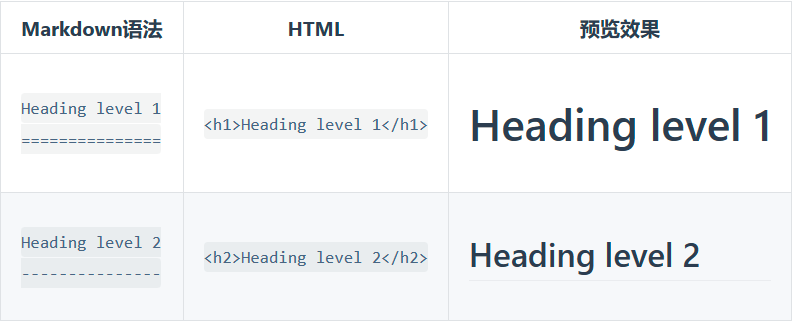 Markdown语法 HTML 预览效果
Heading level 1
===============
<h1>Heading level 1</h1>
Heading level 1
Heading level 2
---------------
<h2>Heading level 2</h2>
Heading level 2